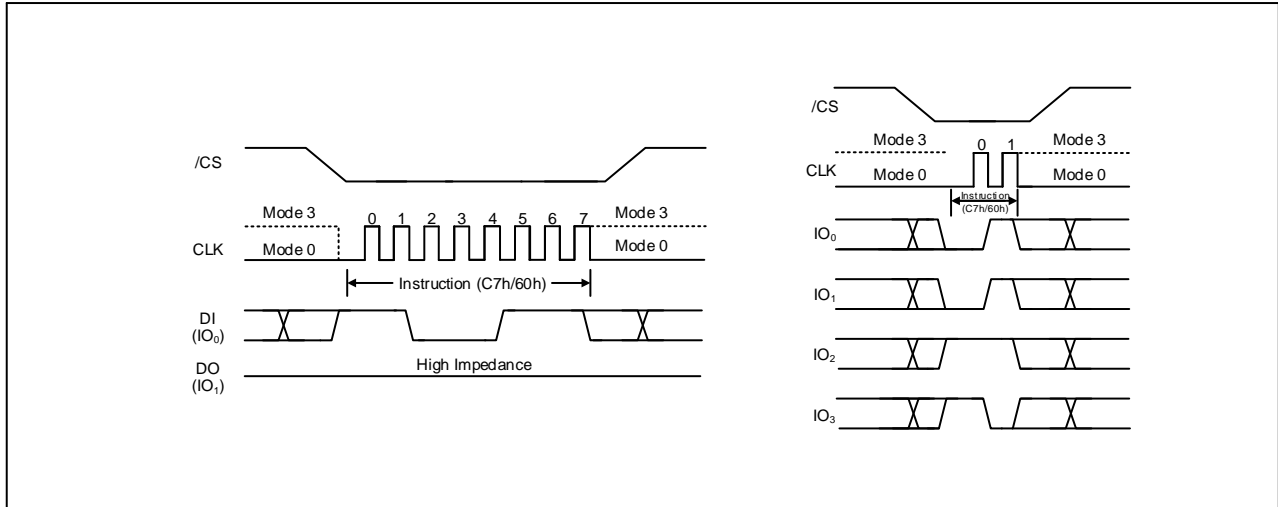 /CS
Mode 3
0 1 2 3 4 5 6 7
Mode 3
CLK
Mode 0
Mode 0
Instruction (C7h/60h)
DI
(IO₀)
DO
(IO₁)
High Impedance
/CS
Mode 3
0 1
Mode 3
CLK
Mode 0
Mode 0
Instruction
(C7h/60h)
IO₀
IO₁
IO₂
IO₃